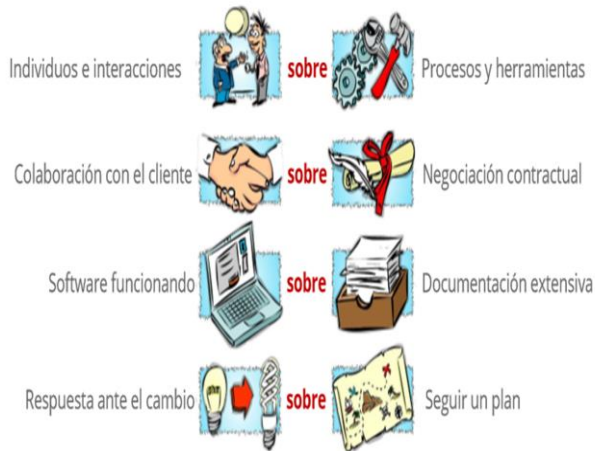 Individuos e interacciones sobre Procesos y herramientas
Colaboración con el cliente sobre Negociación contractual
Software funcionando sobre Documentación extensiva
Respuesta ante el cambio sobre Seguir un plan